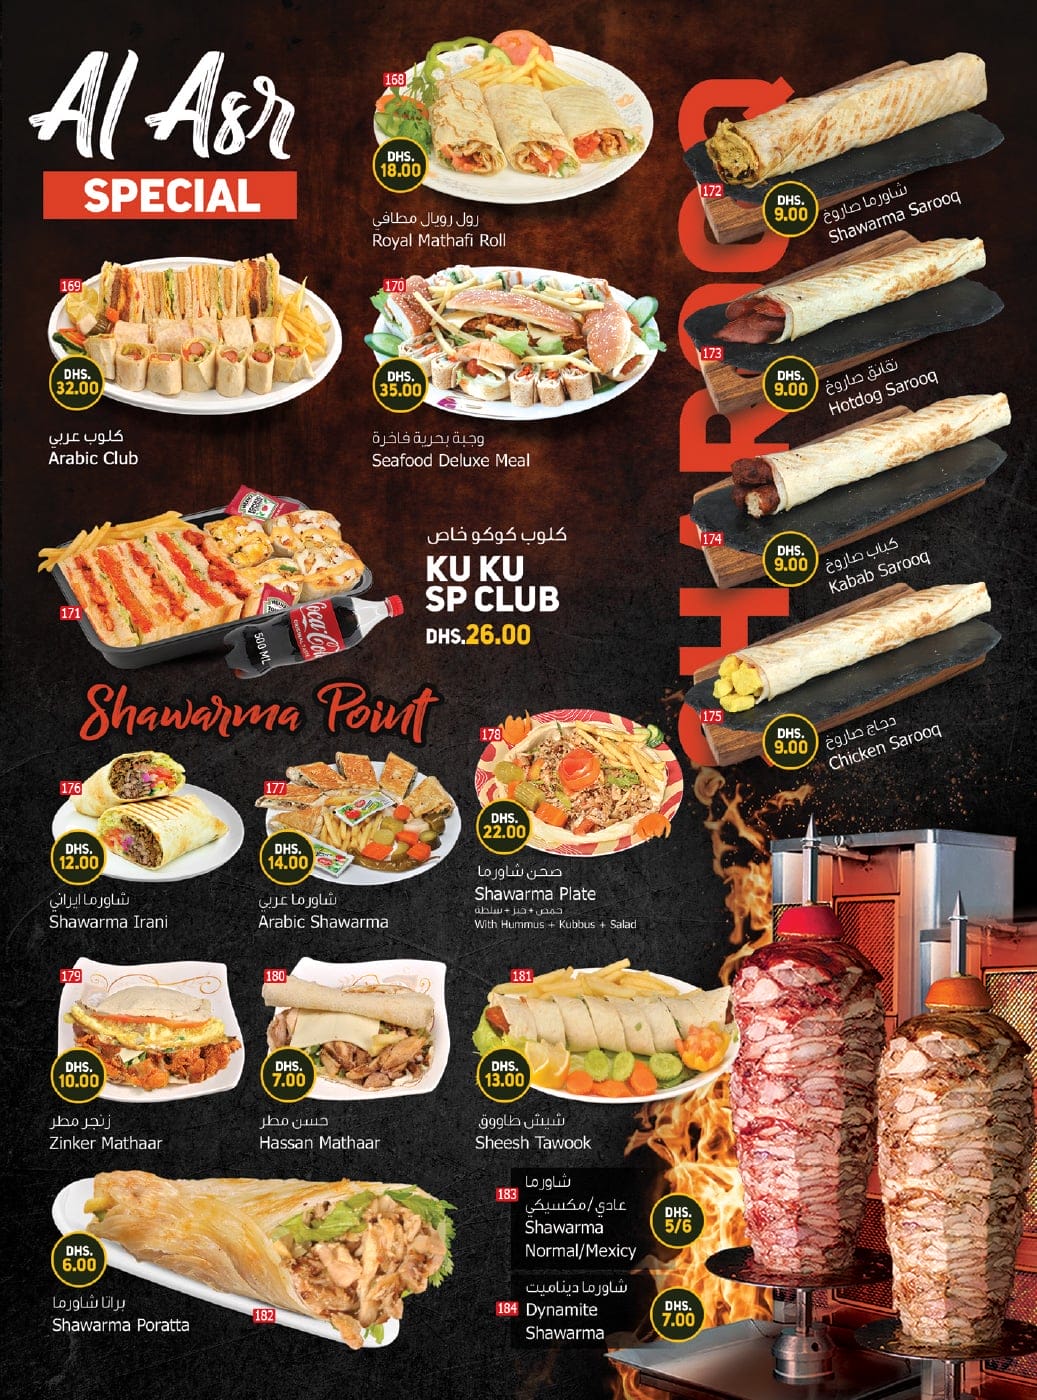 Al Asr
SPECIAL
168
DHS.
18.00
رول رويال مطافي
Royal Mathafi Roll
169
DHS.
32.00
كلوب عربي
Arabic Club
170
DHS.
35.00
وجبة بحرية فاخرة
Seafood Deluxe Meal
171
500 ML
Coca-Cola
كلوب كوكو خاص
KU KU
SP CLUB
DHS.26.00
SHAROOQ
172
DHS.
9.00
شاورما صاروخ
Shawarma Sarooq
173
DHS.
9.00
نقانق صاروخ
Hotdog Sarooq
174
DHS.
9.00
كباب صاروخ
Kabab Sarooq
175
DHS.
9.00
دجاج صاروخ
Chicken Sarooq
Shawarma Point
176
DHS.
12.00
شاورما ايراني
Shawarma Irani
177
DHS.
14.00
شاورما عربي
Arabic Shawarma
178
DHS.
22.00
صحن شاورما
Shawarma Plate
حمص + خبز + سلطة
With Hummus + Kubbus + Salad
179
DHS.
10.00
زنجر مطر
Zinker Mathaar
180
DHS.
7.00
حسن مطر
Hassan Mathaar
181
DHS.
13.00
شيش طاووق
Sheesh Tawook
182
DHS.
6.00
براتا شاورما
Shawarma Poratta
183
شاورما
عادي/مكسيكي
Shawarma
Normal/Mexicy
DHS.
5/6
184
شاورما ديناميت
Dynamite
Shawarma
DHS.
7.00